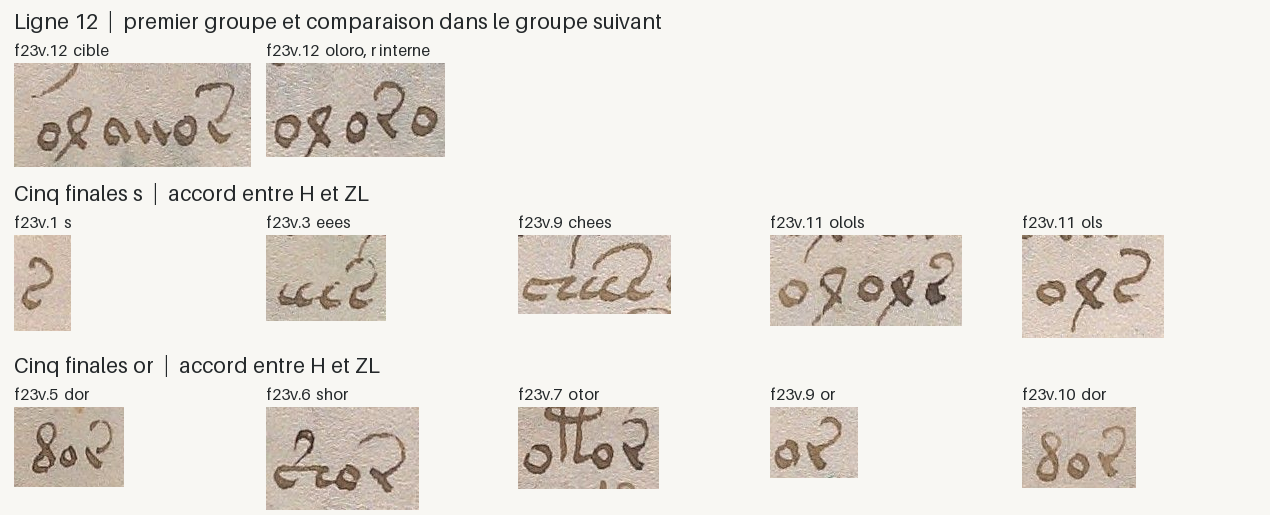 Ligne 12 | premier groupe et comparaison dans le groupe suivant
f23v.12 cible f23v.12 oloro, r interne
Cinq finales s | accord entre H et ZL
f23v.1 s f23v.3 eees f23v.9 chees f23v.11 olols f23v.11 ols
Cinq finales or | accord entre H et ZL
f23v.5 dor f23v.6 shor f23v.7 otor f23v.9 or f23v.10 dor